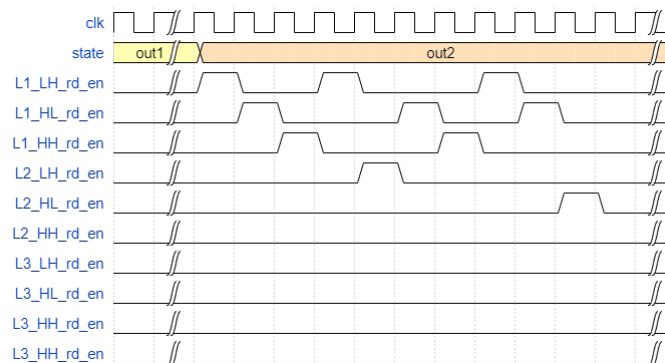 clk
state out1 out2
L1_LH_rd_en
L1_HL_rd_en
L1_HH_rd_en
L2_LH_rd_en
L2_HL_rd_en
L2_HH_rd_en
L3_LH_rd_en
L3_HL_rd_en
L3_HH_rd_en
L3_HH_rd_en